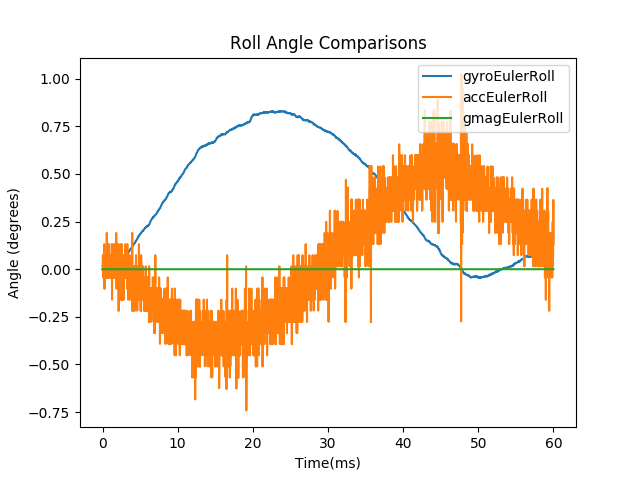 Roll Angle Comparisons
gyroEulerRoll
accEulerRoll
gmagEulerRoll
1.00
0.75
0.50
0.25
0.00
−0.25
−0.50
−0.75
Angle (degrees)
0 10 20 30 40 50 60
Time(ms)